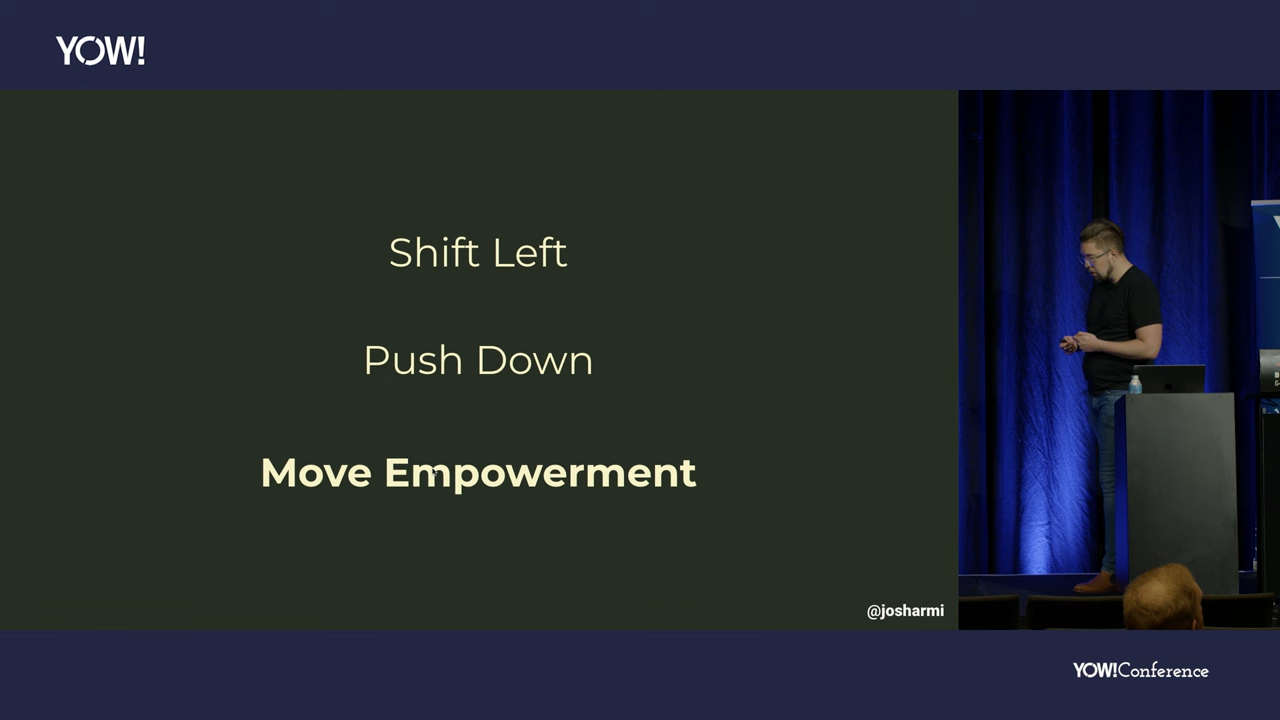 YOW!
Shift Left
Push Down
Move Empowerment
@josharmi
YOW!Conference